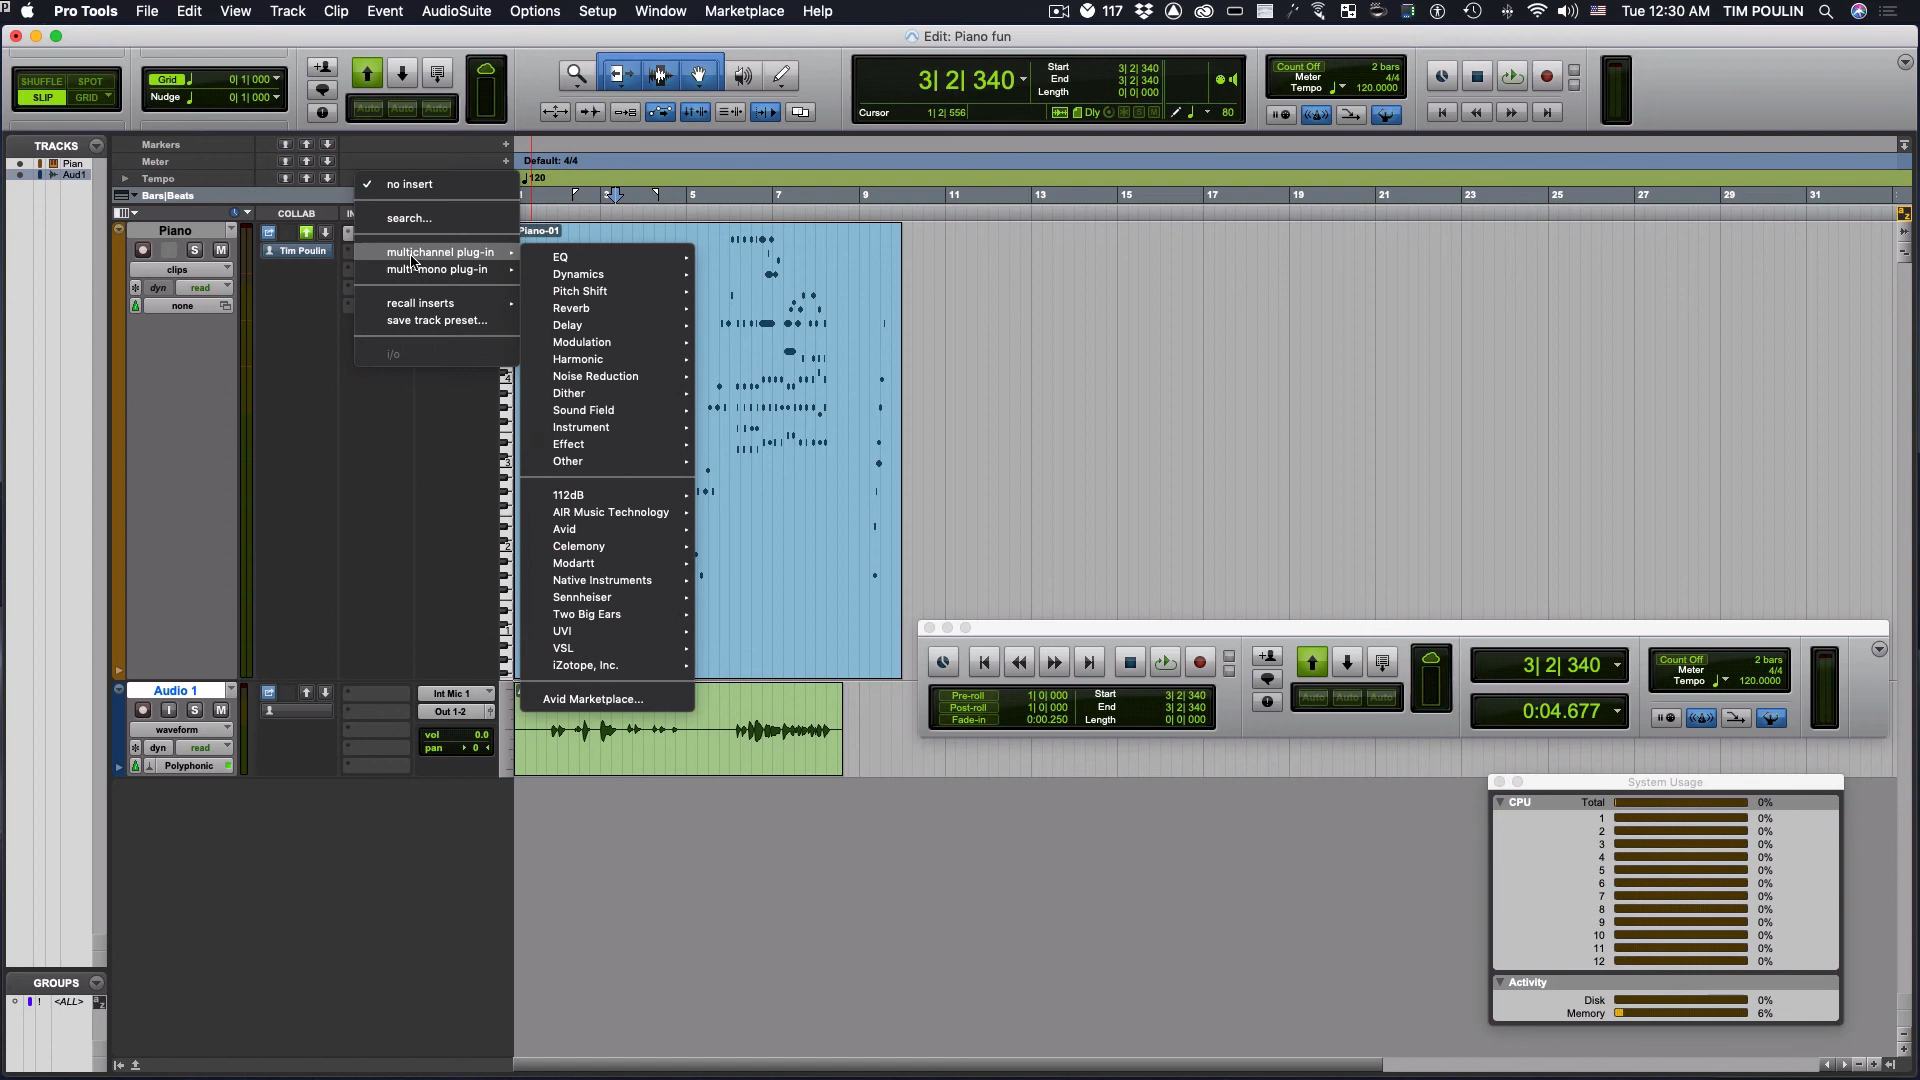 Pro Tools File Edit View Track Clip Event AudioSuite Options Setup Window Marketplace Help 117 Tue 12:30 AM TIM POULIN
Edit: Piano fun
SHUFFLE SPOT
SLIP GRID
Grid 0| 1| 000
Nudge 0| 1| 000
Auto Auto Auto
3| 2| 340
Start 3| 2| 340
End 3| 2| 340
Length 0| 0| 000
Cursor 1| 2| 556
Dly S M 80
Count Off 2 bars
Meter 4/4
Tempo 120.0000
TRACKS
Pian
Aud1
Markers
Meter
Tempo
Bars|Beats
Default: 4/4
120
5 7 9 11 13 15 17 19 21 23 25 27 29 31
COLLAB
Piano
S M
clips
dyn read
none
Tim Poulin
no insert
search...
multichannel plug-in
multi-mono plug-in
recall inserts
save track preset...
i/o
Piano-01
EQ
Dynamics
Pitch Shift
Reverb
Delay
Modulation
Harmonic
Noise Reduction
Dither
Sound Field
Instrument
Effect
Other
112dB
AIR Music Technology
Avid
Celemony
Modartt
Native Instruments
Sennheiser
Two Big Ears
UVI
VSL
iZotope, Inc.
Avid Marketplace...
4
3
2
1
Audio 1
I S M
waveform
dyn read
Polyphonic
Int Mic 1
Out 1-2
vol 0.0
pan 0
Pre-roll 1| 0| 000
Post-roll 1| 0| 000
Fade-in 0:00.250
Start 3| 2| 340
End 3| 2| 340
Length 0| 0| 000
Auto Auto Auto
3| 2| 340
0:04.677
Count Off 2 bars
Meter 4/4
Tempo 120.0000
System Usage
CPU Total 0%
1 0%
2 0%
3 0%
4 0%
5 0%
6 0%
7 0%
8 0%
9 0%
10 0%
11 0%
12 0%
Activity
Disk 0%
Memory 6%
GROUPS
! <ALL>